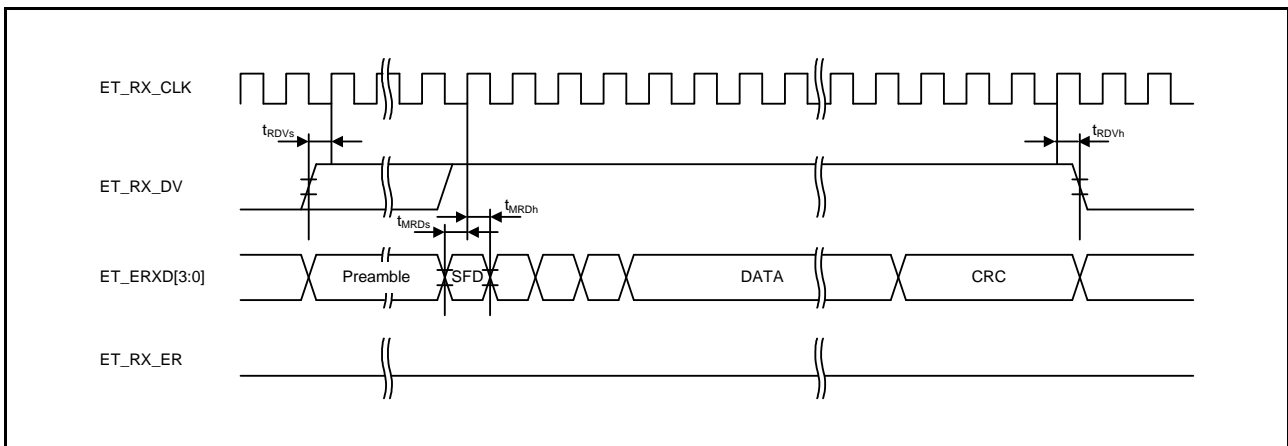 ET_RX_CLK
tRDVs
tRDVh
ET_RX_DV
tMRDs
tMRDh
ET_ERXD[3:0]
Preamble
SFD
DATA
CRC
ET_RX_ER